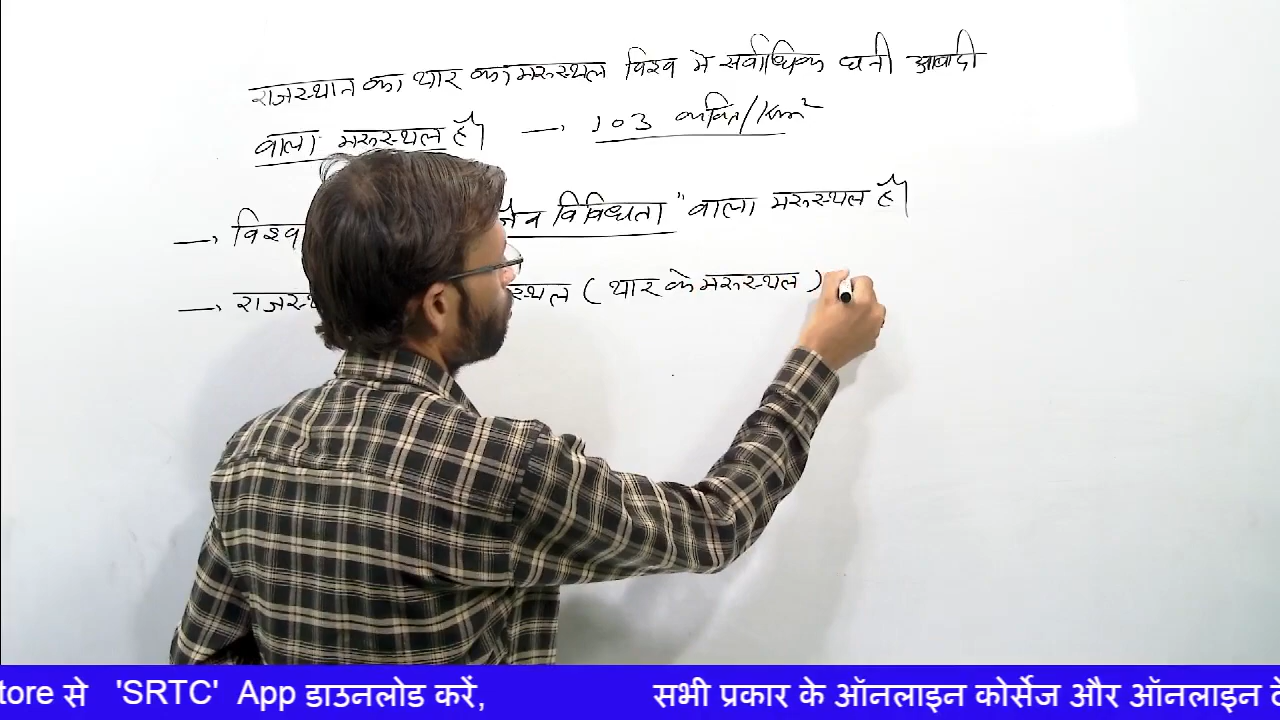 राजस्थान का थार का मरुस्थल विश्व मे सर्वाधिक घनी आबादी
वाला मरुस्थल है। → 103 व्यक्ति/km²
→ विश्व जैव विविधता" वाला मरुस्थल है।
→ राजस्थ स्थल (थार के मरुस्थल)
tore से 'SRTC' App डाउनलोड करें, सभी प्रकार के ऑनलाइन कोर्सेज और ऑनलाइन टे